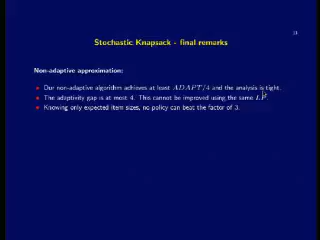 33
Stochastic Knapsack - final remarks
Non-adaptive approximation:
• Our non-adaptive algorithm achieves at least ADAPT/4 and the analysis is tight.
• The adaptivity gap is at most 4. This cannot be improved using the same LP.
• Knowing only expected item sizes, no policy can beat the factor of 3.